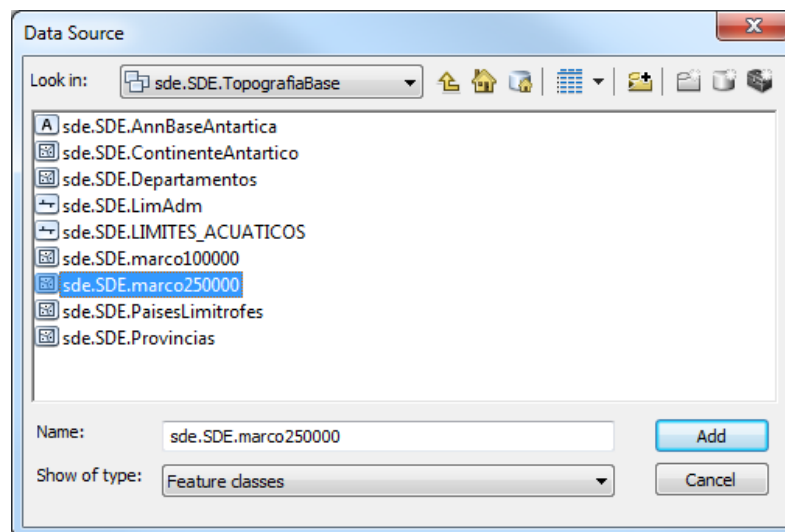 Data Source
Look in: sde.SDE.TopografiaBase
A sde.SDE.AnnBaseAntartica
sde.SDE.ContinenteAntartico
sde.SDE.Departamentos
sde.SDE.LimAdm
sde.SDE.LIMITES_ACUATICOS
sde.SDE.marco100000
sde.SDE.marco250000
sde.SDE.PaisesLimitrofes
sde.SDE.Provincias
Name: sde.SDE.marco250000 Add
Show of type: Feature classes Cancel